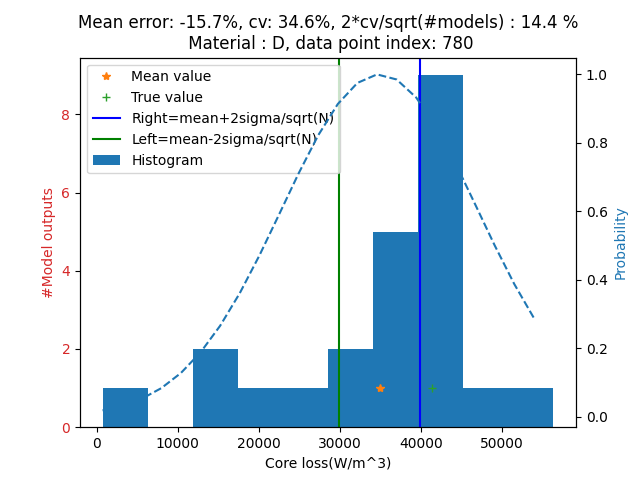 Mean error: -15.7%, cv: 34.6%, 2*cv/sqrt(#models) : 14.4 %
Material : D, data point index: 780
Mean value
True value
Right=mean+2sigma/sqrt(N)
Left=mean-2sigma/sqrt(N)
Histogram
#Model outputs
8
6
4
2
0
1.0
0.8
0.6
0.4
0.2
0.0
Probability
0 10000 20000 30000 40000 50000
Core loss(W/m^3)